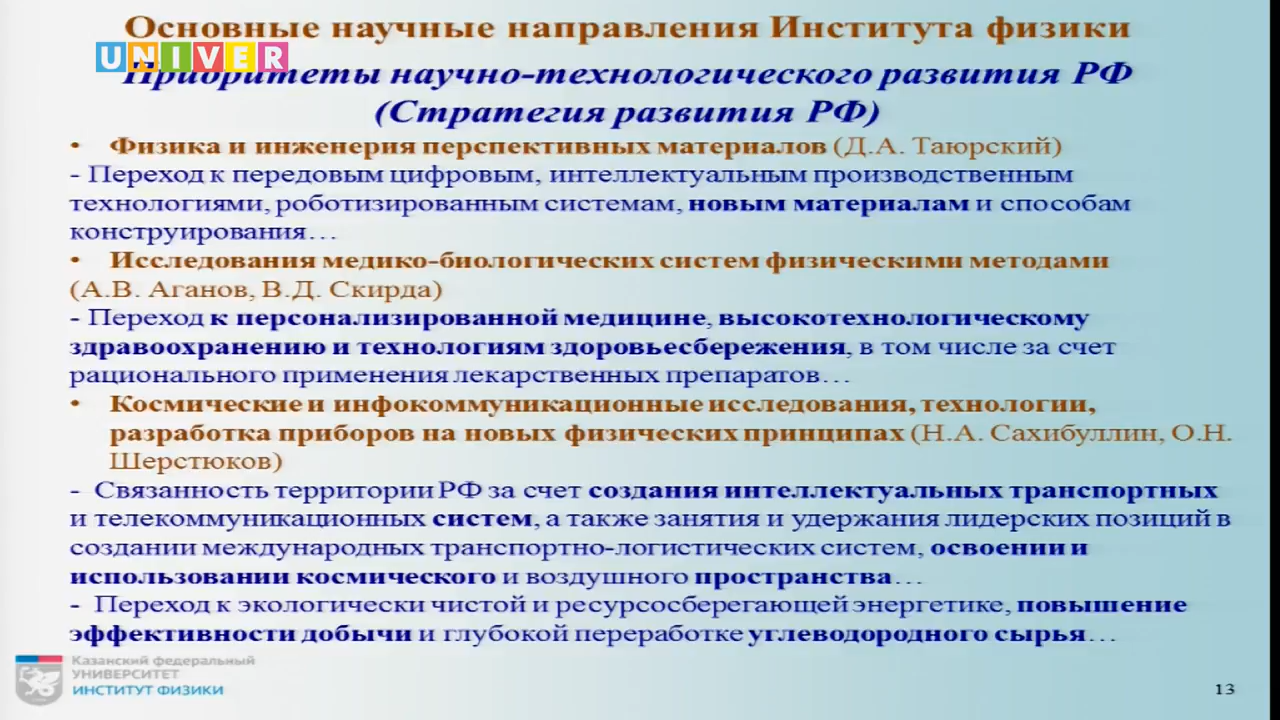 Основные научные направления Института физики
UNIVER
Приоритеты научно-технологического развития РФ
(Стратегия развития РФ)
• Физика и инженерия перспективных материалов (Д.А. Таюрский)
- Переход к передовым цифровым, интеллектуальным производственным
технологиями, роботизированным системам, новым материалам и способам
конструирования…
• Исследования медико-биологических систем физическими методами
(А.В. Аганов, В.Д. Скирда)
- Переход к персонализированной медицине, высокотехнологическому
здравоохранению и технологиям здоровьесбережения, в том числе за счет
рационального применения лекарственных препаратов…
• Космические и инфокоммуникационные исследования, технологии,
разработка приборов на новых физических принципах (Н.А. Сахибуллин, О.Н.
Шерстюков)
- Связанность территории РФ за счет создания интеллектуальных транспортных
и телекоммуникационных систем, а также занятия и удержания лидерских позиций в
создании международных транспортно-логистических систем, освоении и
использовании космического и воздушного пространства…
- Переход к экологически чистой и ресурсосберегающей энергетике, повышение
эффективности добычи и глубокой переработке углеводородного сырья…
Казанский федеральный
УНИВЕРСИТЕТ
ИНСТИТУТ ФИЗИКИ
13